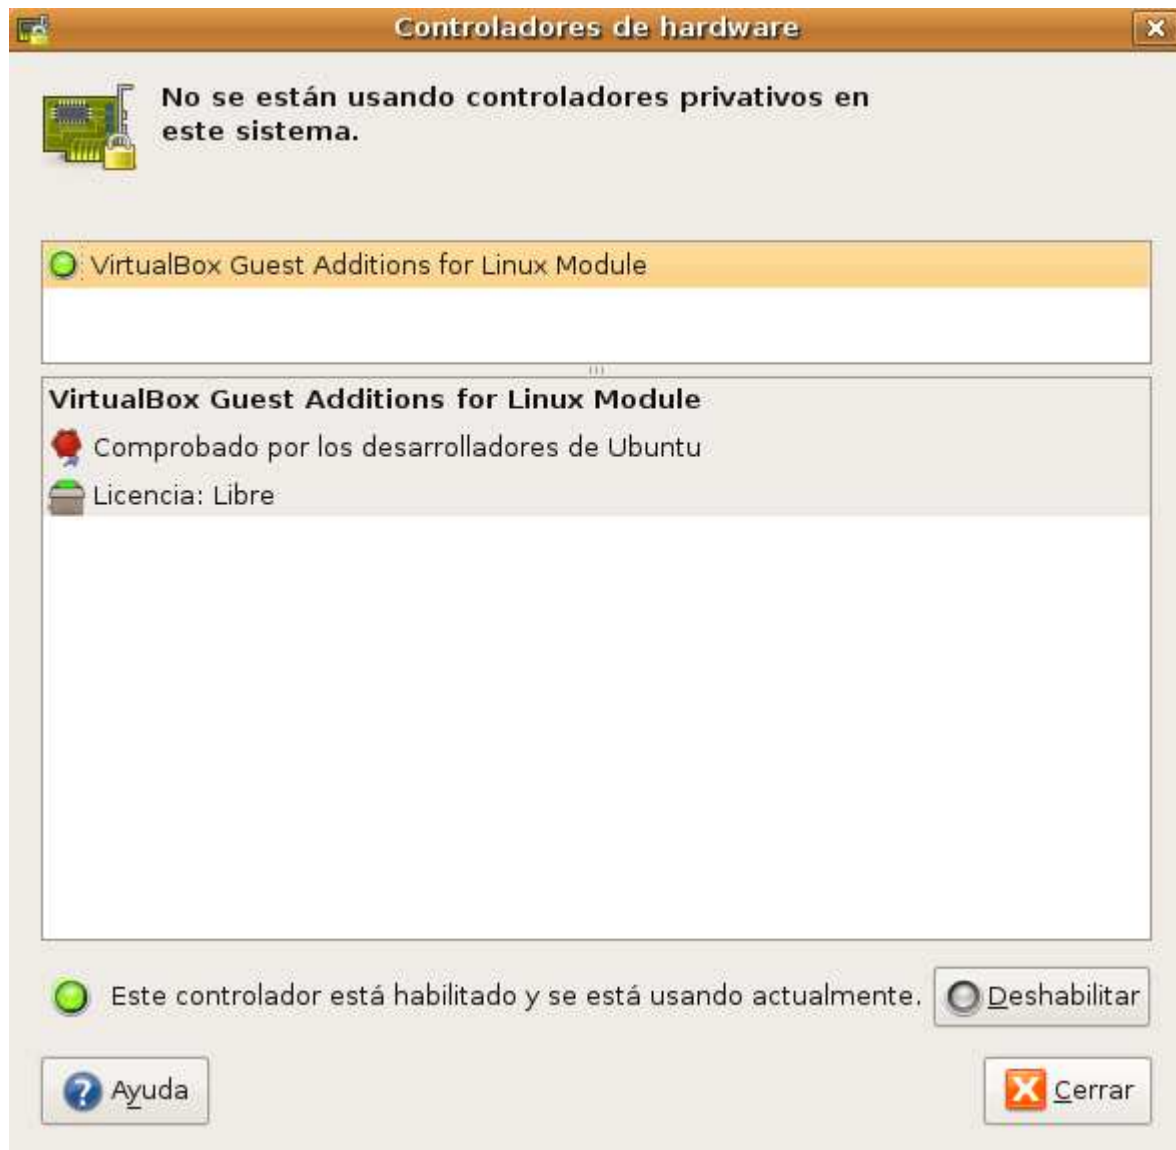 Controladores de hardware
No se están usando controladores privativos en
este sistema.
VirtualBox Guest Additions for Linux Module
VirtualBox Guest Additions for Linux Module
Comprobado por los desarrolladores de Ubuntu
Licencia: Libre
Este controlador está habilitado y se está usando actualmente.
Deshabilitar
Ayuda
Cerrar